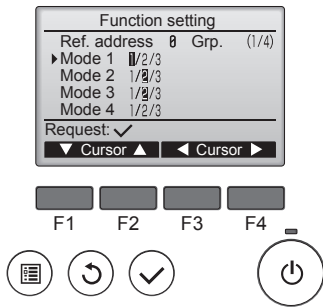 Function setting
Ref. address 0 Grp. (1/4)
▶Mode 1 1/2/3
Mode 2 1/2/3
Mode 3 1/2/3
Mode 4 1/2/3
Request: ✓
▼ Cursor ▲ ◀ Cursor ▶
F1 F2 F3 F4